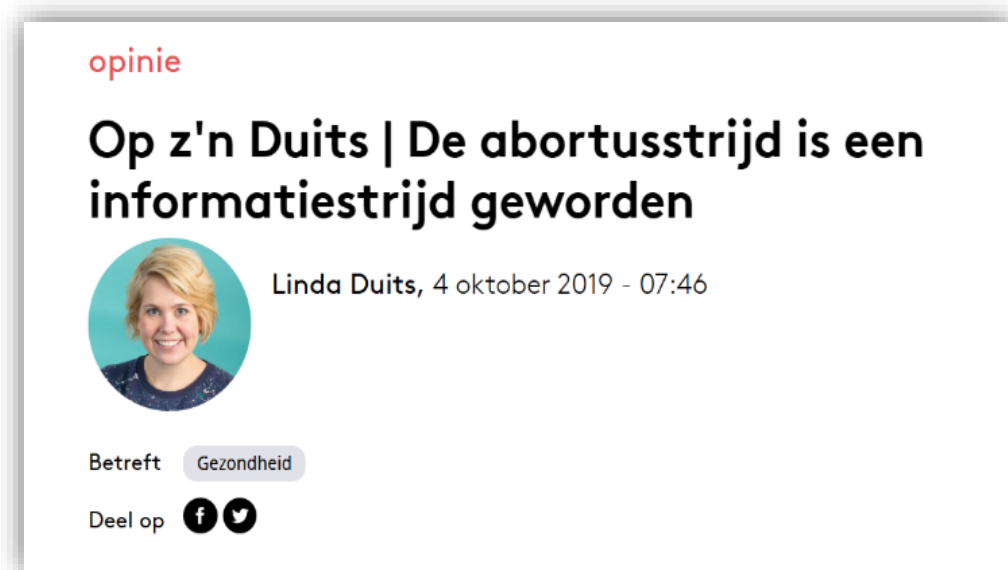 opinie
Op z'n Duits | De abortusstrijd is een
informatiestrijd geworden
Linda Duits, 4 oktober 2019 - 07:46
Betreft Gezondheid
Deel op